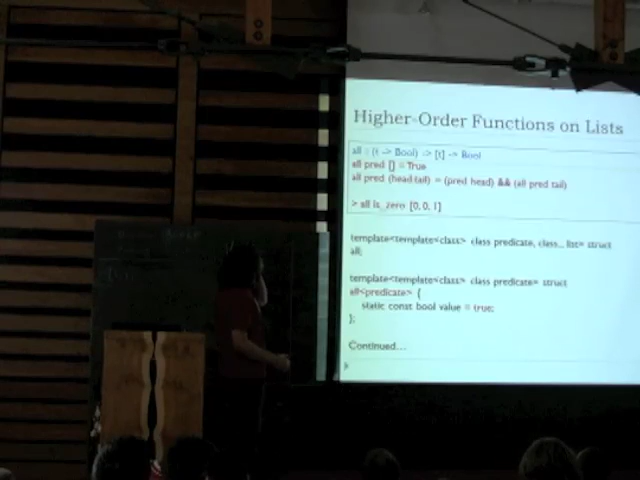 Higher-Order Functions on Lists
all :: (t -> Bool) -> [t] -> Bool
all pred [] = True
all pred (head:tail) = (pred head) && (all pred tail)
> all is_zero [0, 0, 1]
template<template<class> class predicate, class... list> struct
all;
template<template<class> class predicate> struct
all<predicate> {
static const bool value = true;
};
Continued...